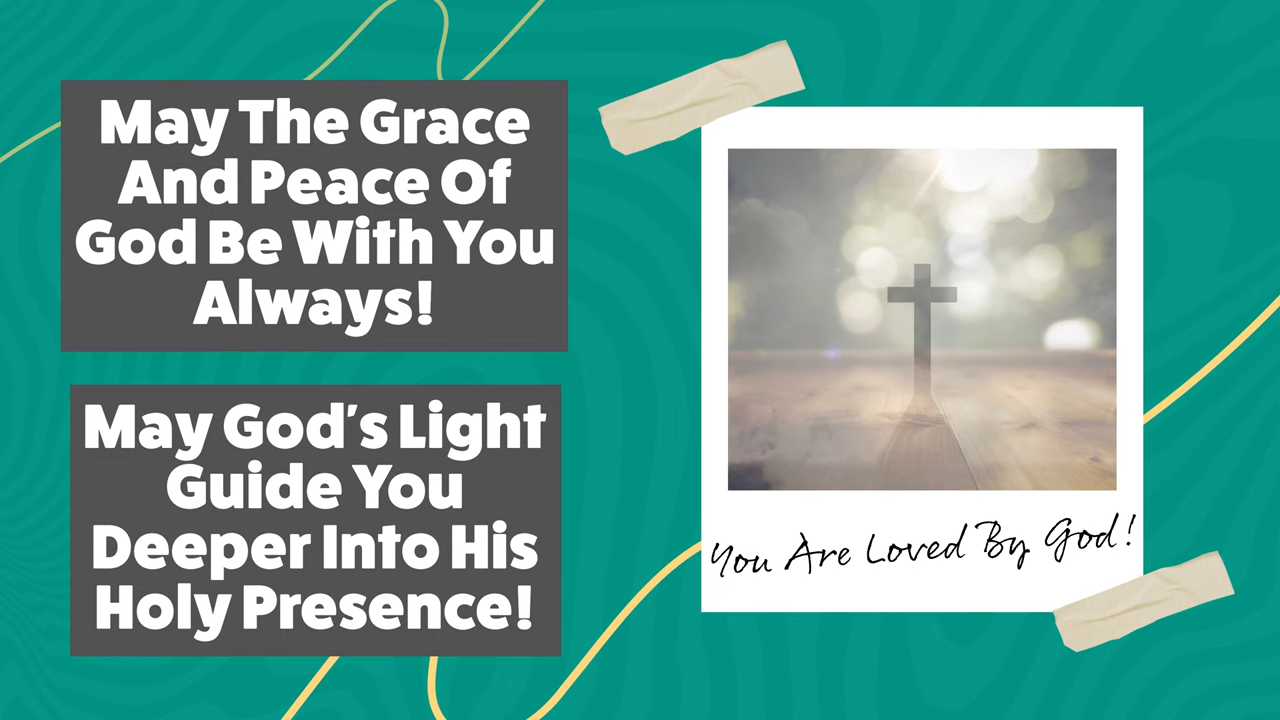 May The Grace
And Peace Of
God Be With You
Always!
May God's Light
Guide You
Deeper Into His
Holy Presence!
You Are Loved By God!